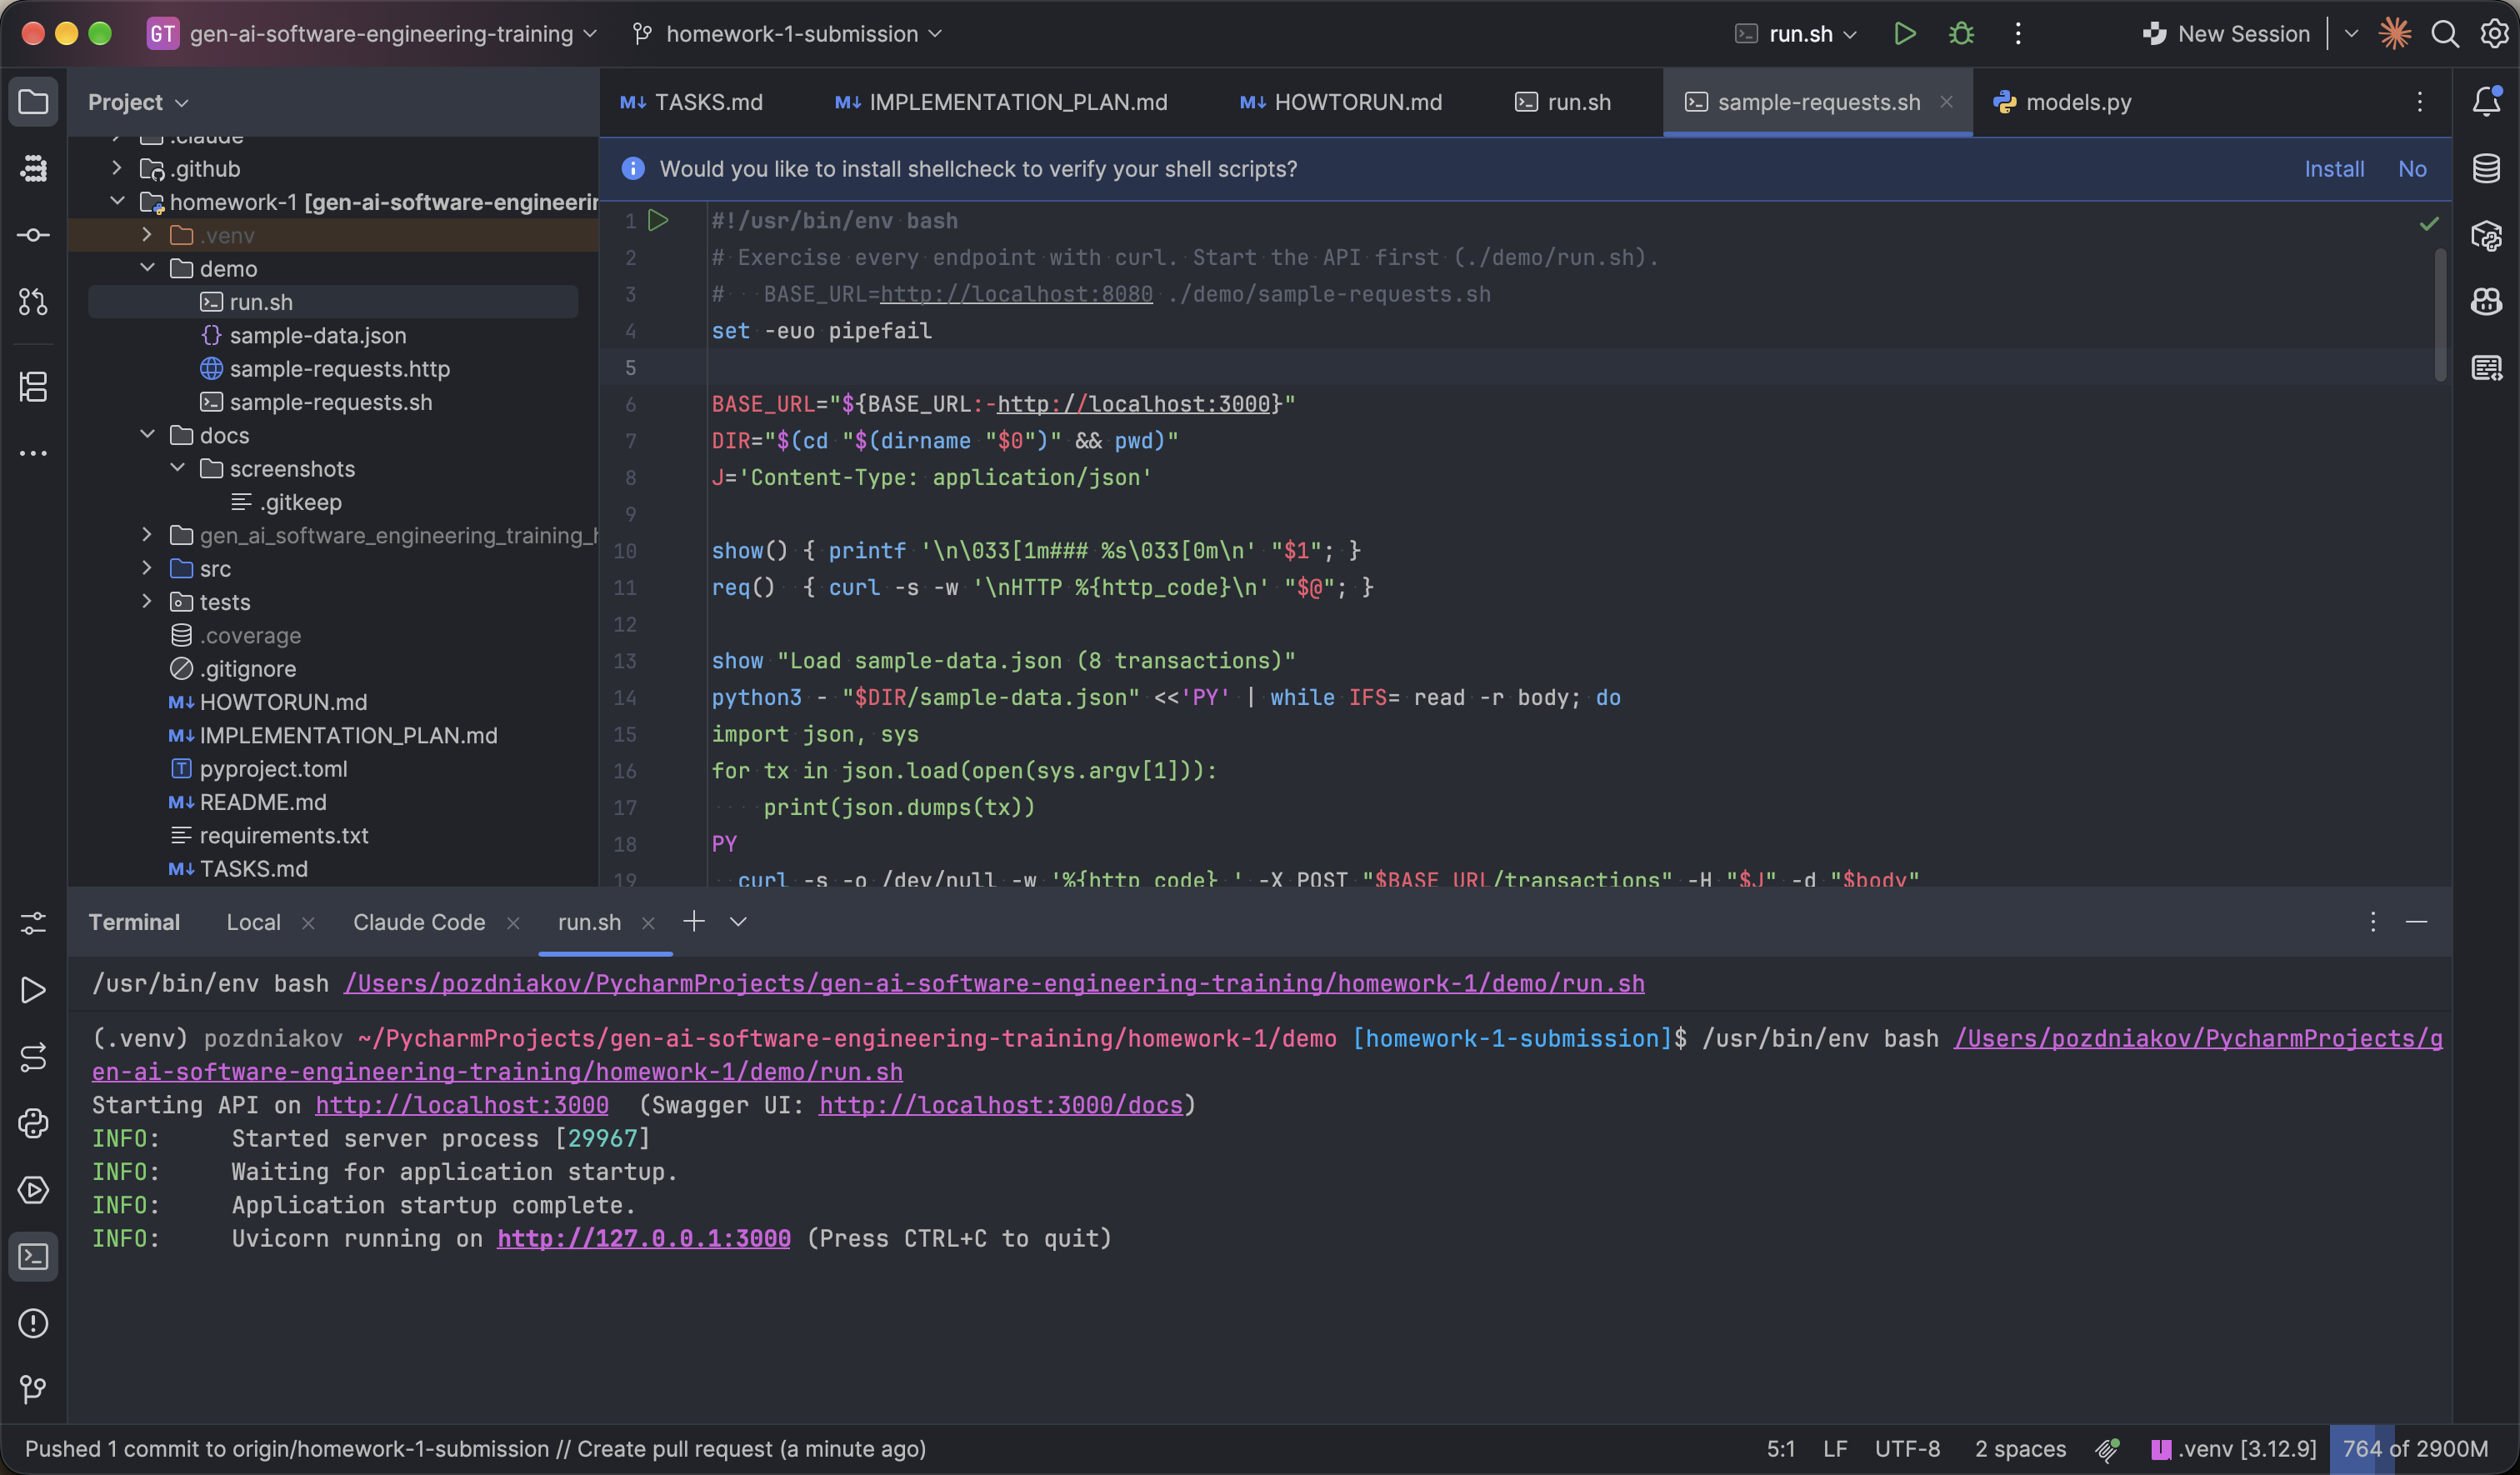 GT gen-ai-software-engineering-training homework-1-submission run.sh New Session
Project
.claude
.github
homework-1 [gen-ai-software-engineerin
.venv
demo
run.sh
sample-data.json
sample-requests.http
sample-requests.sh
docs
screenshots
.gitkeep
gen_ai_software_engineering_training_h
src
tests
.coverage
.gitignore
HOWTORUN.md
IMPLEMENTATION_PLAN.md
pyproject.toml
README.md
requirements.txt
TASKS.md
TASKS.md IMPLEMENTATION_PLAN.md HOWTORUN.md run.sh sample-requests.sh models.py
Would you like to install shellcheck to verify your shell scripts? Install No
1 #!/usr/bin/env bash
2 # Exercise every endpoint with curl. Start the API first (./demo/run.sh).
3 #   BASE_URL=http://localhost:8080 ./demo/sample-requests.sh
4 set -euo pipefail
5
6 BASE_URL="${BASE_URL:-http://localhost:3000}"
7 DIR="$(cd "$(dirname "$0")" && pwd)"
8 J='Content-Type: application/json'
9
10 show() { printf '\n\033[1m### %s\033[0m\n' "$1"; }
11 req()  { curl -s -w '\nHTTP %{http_code}\n' "$@"; }
12
13 show "Load sample-data.json (8 transactions)"
14 python3 - "$DIR/sample-data.json" <<'PY' | while IFS= read -r body; do
15 import json, sys
16 for tx in json.load(open(sys.argv[1])):
17     print(json.dumps(tx))
18 PY
19   curl -s -o /dev/null -w '%{http_code} ' -X POST "$BASE_URL/transactions" -H "$J" -d "$body"
Terminal Local Claude Code run.sh
/usr/bin/env bash /Users/pozdniakov/PycharmProjects/gen-ai-software-engineering-training/homework-1/demo/run.sh
(.venv) pozdniakov ~/PycharmProjects/gen-ai-software-engineering-training/homework-1/demo [homework-1-submission]$ /usr/bin/env bash /Users/pozdniakov/PycharmProjects/g
en-ai-software-engineering-training/homework-1/demo/run.sh
Starting API on http://localhost:3000  (Swagger UI: http://localhost:3000/docs)
INFO:     Started server process [29967]
INFO:     Waiting for application startup.
INFO:     Application startup complete.
INFO:     Uvicorn running on http://127.0.0.1:3000 (Press CTRL+C to quit)
Pushed 1 commit to origin/homework-1-submission // Create pull request (a minute ago) 5:1 LF UTF-8 2 spaces .venv [3.12.9] 764 of 2900M